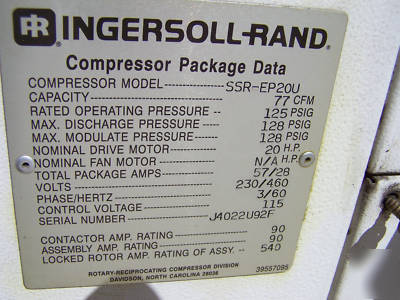 IR INGERSOLL-RAND®
Compressor Package Data
COMPRESSOR MODEL -------------- SSR-EP20U
CAPACITY -------------------- 77 CFM
RATED OPERATING PRESSURE -- 125 PSIG
MAX. DISCHARGE PRESSURE ---- 128 PSIG
MAX. MODULATE PRESSURE ----- 128 PSIG
NOMINAL DRIVE MOTOR -------- 20 H.P.
NOMINAL FAN MOTOR --------- N/A H.P.
TOTAL PACKAGE AMPS --------- 57/28
VOLTS -------------------- 230/460
PHASE/HERTZ ---------------- 3/60
CONTROL VOLTAGE ------------ 115
SERIAL NUMBER ------------ J4022U92F
CONTACTOR AMP. RATING ------- 90
ASSEMBLY AMP. RATING -------- 90
LOCKED ROTOR AMP. RATING OF ASSY. -- 540
ROTARY-RECIPROCATING COMPRESSOR DIVISION
DAVIDSON, NORTH CAROLINA 28036
39557095